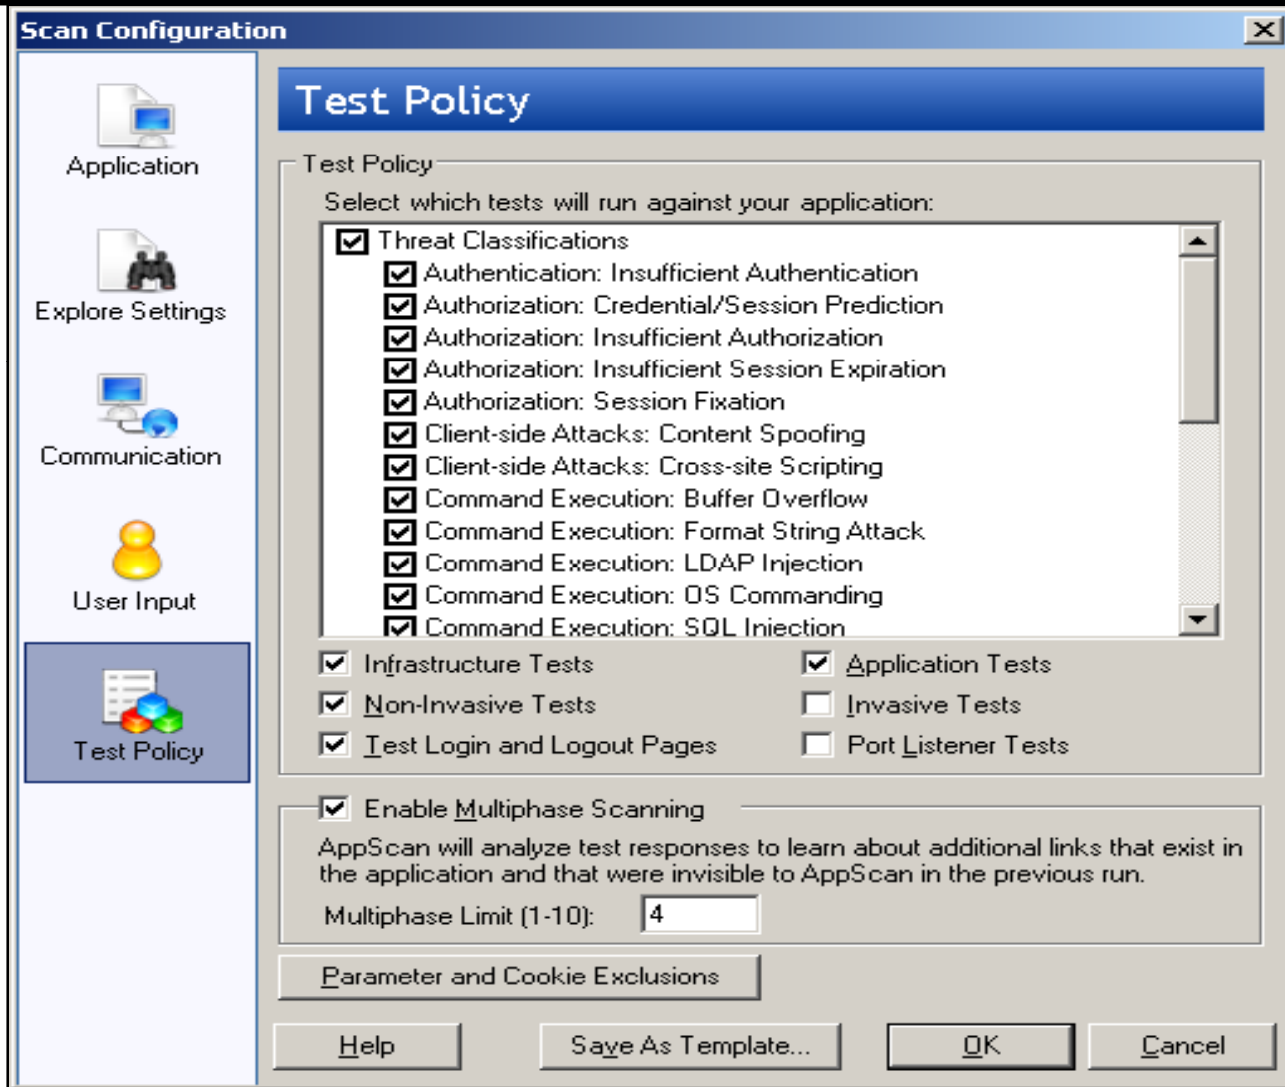 Scan Configuration
Application
Explore Settings
Communication
User Input
Test Policy
Test Policy
Test Policy
Select which tests will run against your application:
Threat Classifications
Authentication: Insufficient Authentication
Authorization: Credential/Session Prediction
Authorization: Insufficient Authorization
Authorization: Insufficient Session Expiration
Authorization: Session Fixation
Client-side Attacks: Content Spoofing
Client-side Attacks: Cross-site Scripting
Command Execution: Buffer Overflow
Command Execution: Format String Attack
Command Execution: LDAP Injection
Command Execution: OS Commanding
Command Execution: SQL Injection
Infrastructure Tests
Application Tests
Non-Invasive Tests
Invasive Tests
Test Login and Logout Pages
Port Listener Tests
Enable Multiphase Scanning
AppScan will analyze test responses to learn about additional links that exist in
the application and that were invisible to AppScan in the previous run.
Multiphase Limit (1-10): 4
Parameter and Cookie Exclusions
Help
Save As Template...
OK
Cancel